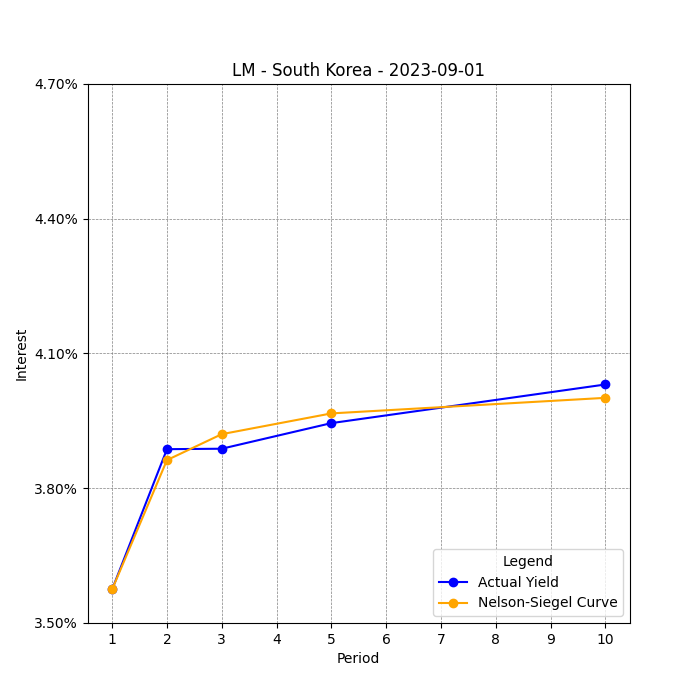 LM - South Korea - 2023-09-01
4.70%
4.40%
4.10%
3.80%
3.50%
Interest
1 2 3 4 5 6 7 8 9 10
Period
Legend
Actual Yield
Nelson-Siegel Curve